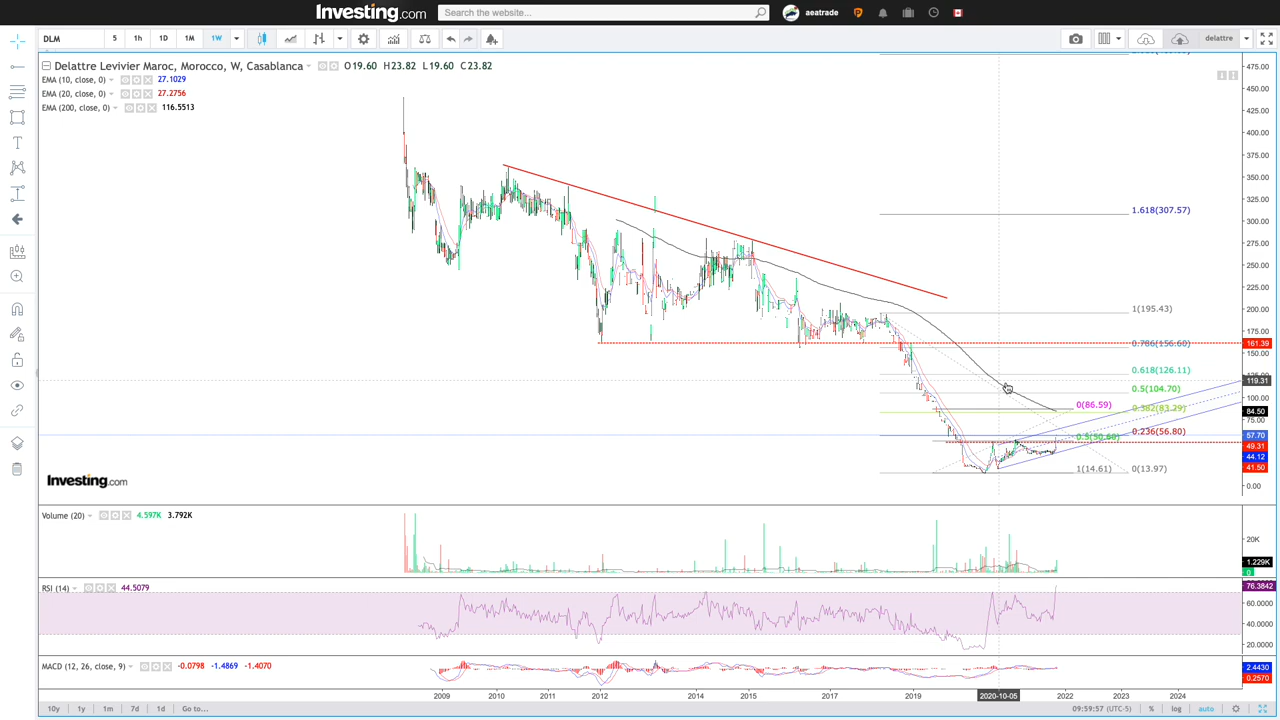 Investing.com
Search the website...
aeatrade
DLM
5 1h 1D 1M 1W
delattre
Delattre Levivier Maroc, Morocco, W, Casablanca O19.60 H23.82 L19.60 C23.82
EMA (10, close, 0) 27.1029
EMA (20, close, 0) 27.2756
EMA (200, close, 0) 116.5513
475.00
450.00
425.00
400.00
375.00
350.00
325.00
300.00
275.00
250.00
225.00
200.00
175.00
161.39
150.00
119.31
100.00
84.50
75.00
57.70
49.31
44.12
41.50
0.00
1.618(307.57)
1(195.43)
0.786(156.60)
0.618(126.11)
0.5(104.70)
0(86.59)
0.382(83.29)
0.236(56.80)
0.5(50.60)
1(14.61)
0(13.97)
Investing.com
Volume (20) 4.597K 3.792K
20K
1.229K
0
RSI (14) 44.5079
76.3842
60.0000
40.0000
20.0000
MACD (12, 26, close, 9) -0.0798 -1.4869 -1.4070
2.4430
0.2570
2009 2010 2011 2012 2014 2015 2017 2019 2020-10-05 2022 2023 2024
10y 1y 1m 7d 1d Go to...
09:59:57 (UTC-5) % log auto